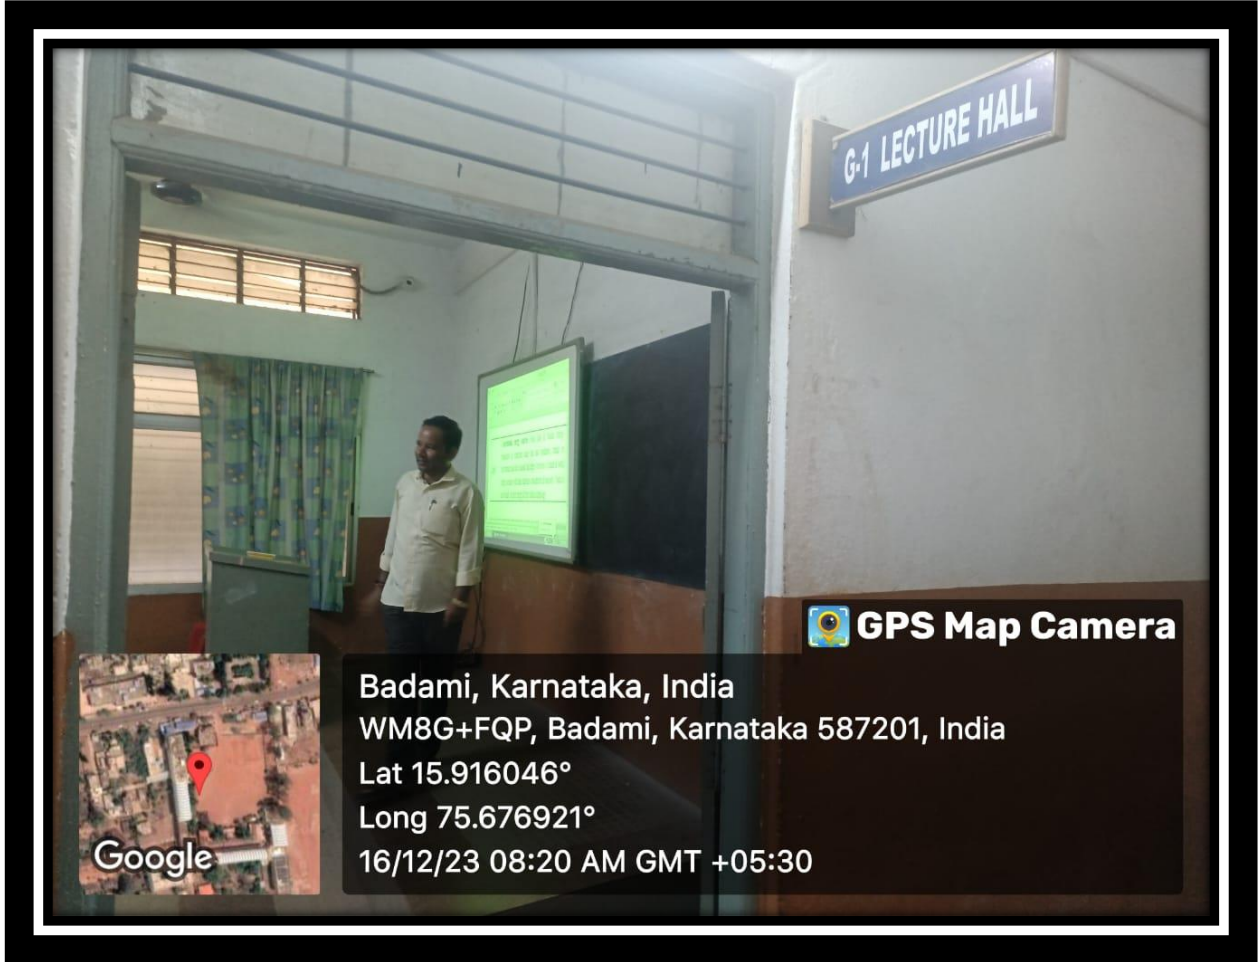 G-1 LECTURE HALL
GPS Map Camera
Badami, Karnataka, India
WM8G+FQP, Badami, Karnataka 587201, India
Lat 15.916046°
Long 75.676921°
16/12/23 08:20 AM GMT +05:30
Google